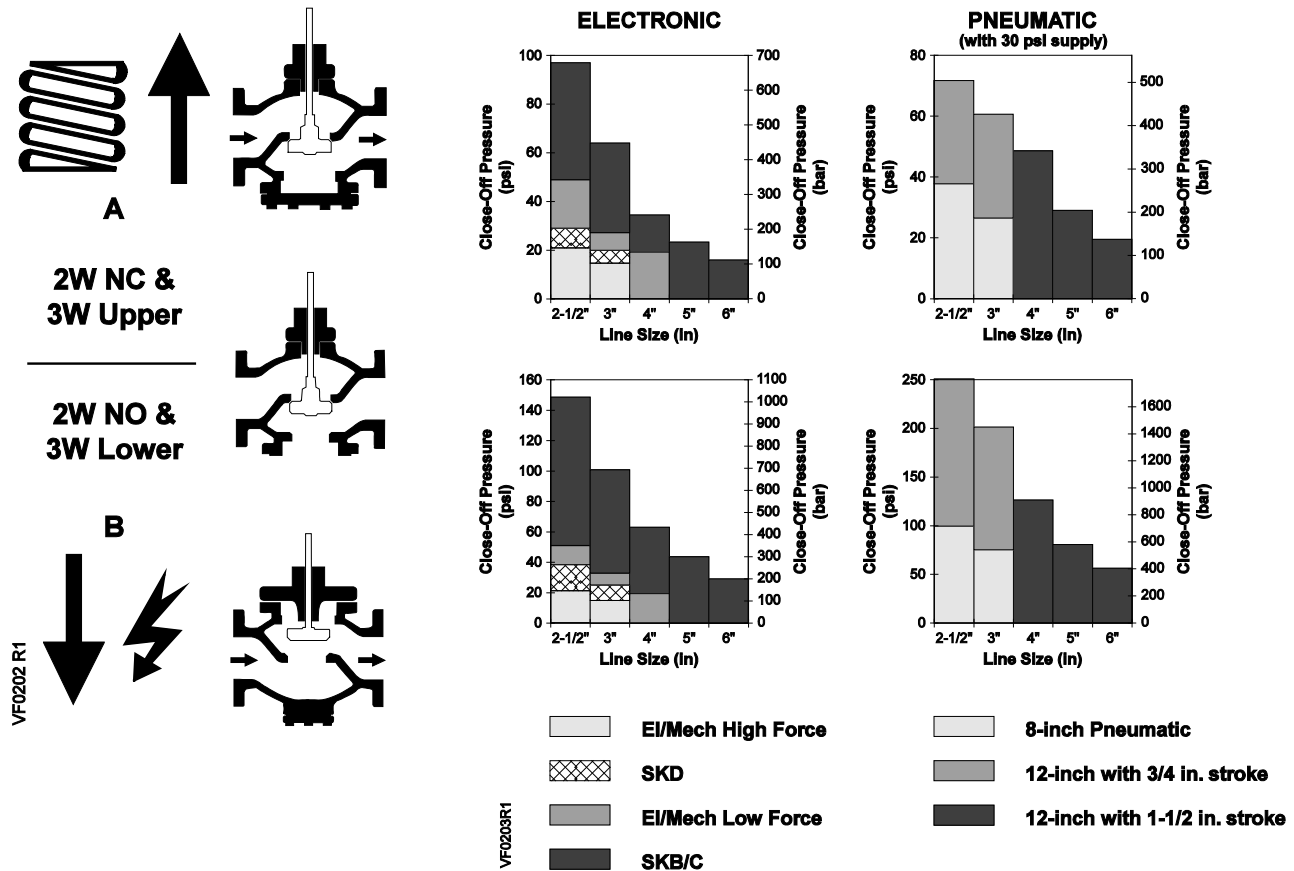 A
2W NC &
3W Upper
2W NO &
3W Lower
B
VF0202 R1
ELECTRONIC
Close-Off Pressure
(psi)
100
80
60
40
20
0
700
600
500
400
300
200
100
0
Close-Off Pressure
(bar)
2-1/2" 3" 4" 5" 6"
Line Size (in)
PNEUMATIC
(with 30 psi supply)
Close-Off Pressure
(psi)
80
60
40
20
0
500
400
300
200
100
0
Close-Off Pressure
(bar)
2-1/2" 3" 4" 5" 6"
Line Size (in)
Close-Off Pressure
(psi)
160
140
120
100
80
60
40
20
0
1100
1000
900
800
700
600
500
400
300
200
100
0
Close-Off Pressure
(bar)
2-1/2" 3" 4" 5" 6"
Line Size (in)
Close-Off Pressure
(psi)
250
200
150
100
50
0
1600
1400
1200
1000
800
600
400
200
0
Close-Off Pressure
(bar)
2-1/2" 3" 4" 5" 6"
Line Size (in)
El/Mech High Force
SKD
El/Mech Low Force
SKB/C
VF0203R1
8-inch Pneumatic
12-inch with 3/4 in. stroke
12-inch with 1-1/2 in. stroke